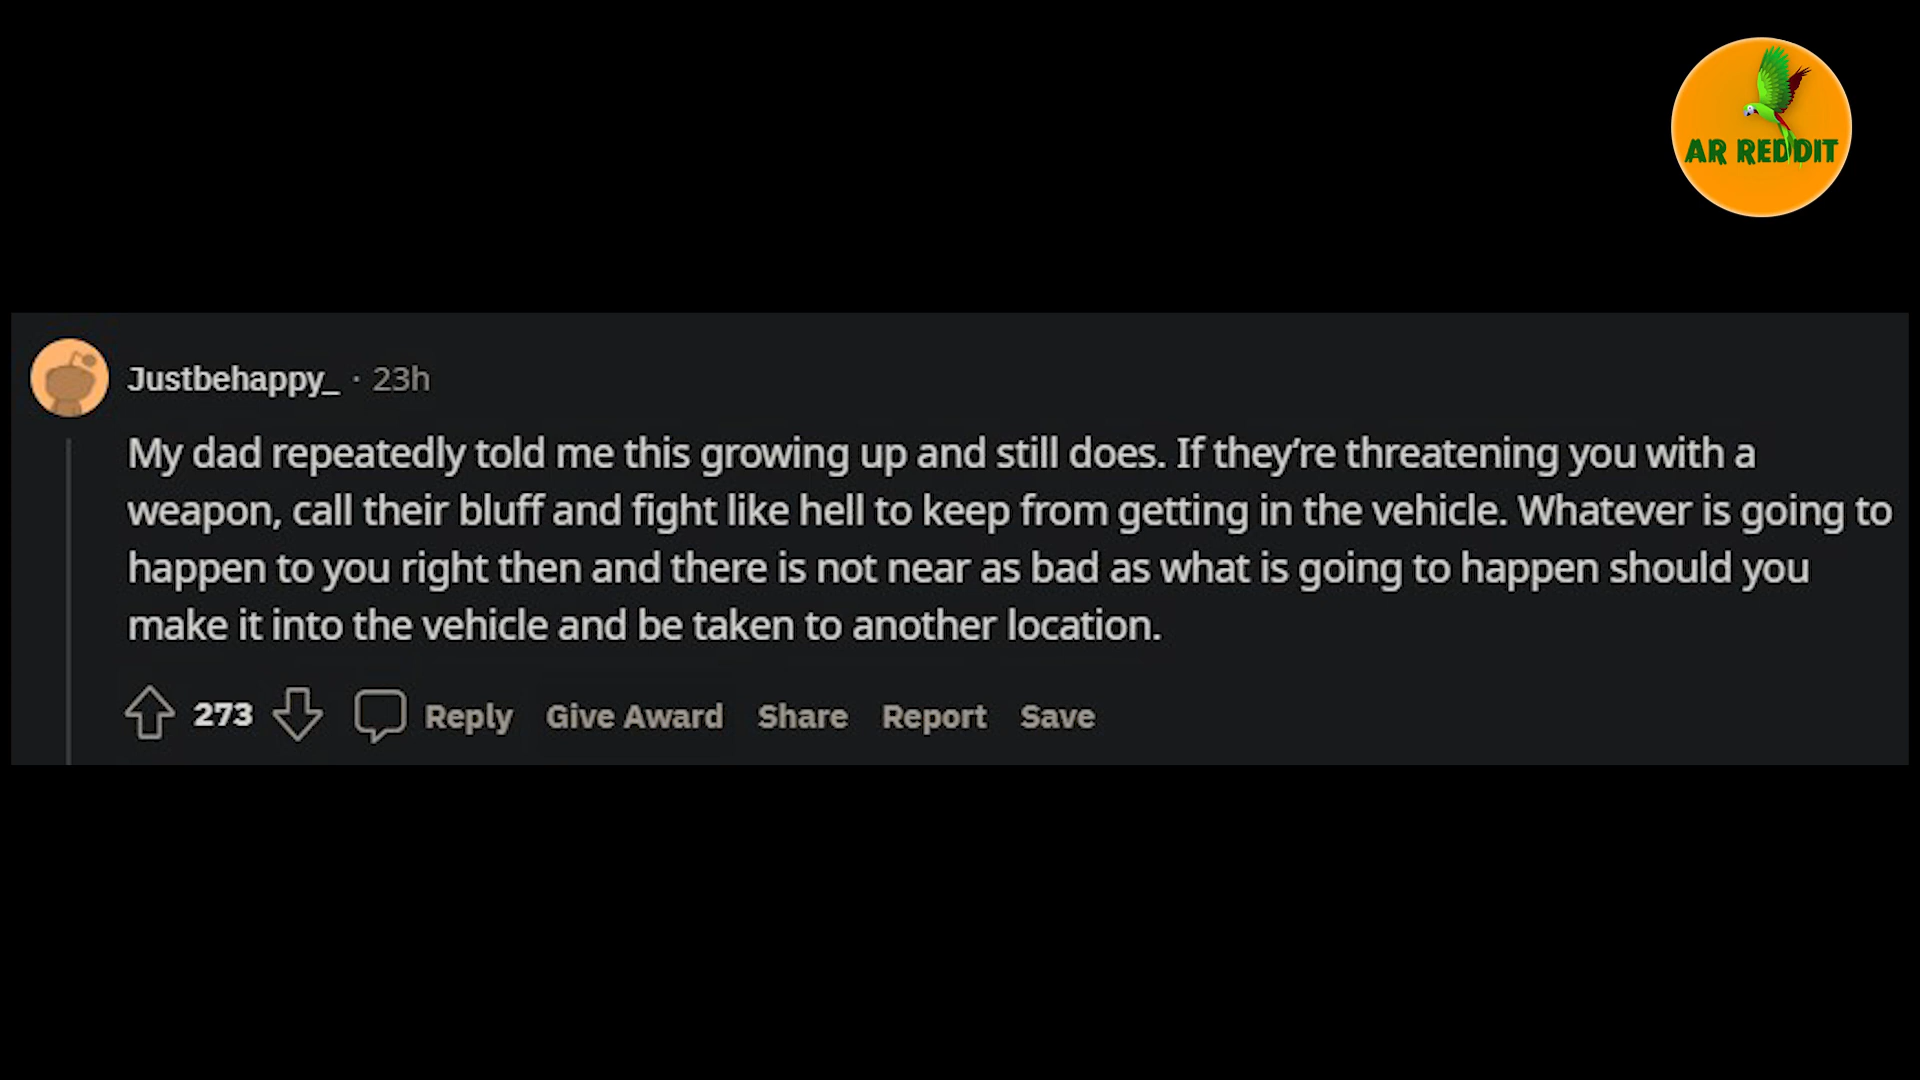 AR REDDIT
Justbehappy_ · 23h
My dad repeatedly told me this growing up and still does. If they’re threatening you with a
weapon, call their bluff and fight like hell to keep from getting in the vehicle. Whatever is going to
happen to you right then and there is not near as bad as what is going to happen should you
make it into the vehicle and be taken to another location.
273 Reply Give Award Share Report Save